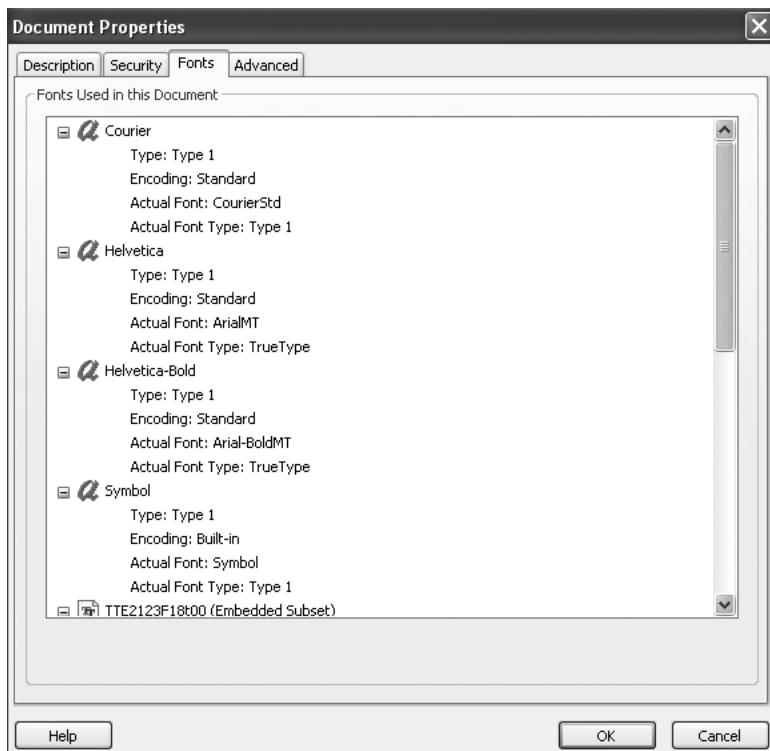 Document Properties
Description Security Fonts Advanced
Fonts Used in this Document
Courier
Type: Type 1
Encoding: Standard
Actual Font: CourierStd
Actual Font Type: Type 1
Helvetica
Type: Type 1
Encoding: Standard
Actual Font: ArialMT
Actual Font Type: TrueType
Helvetica-Bold
Type: Type 1
Encoding: Standard
Actual Font: Arial-BoldMT
Actual Font Type: TrueType
Symbol
Type: Type 1
Encoding: Built-in
Actual Font: Symbol
Actual Font Type: Type 1
TTE2123F18t00 (Embedded Subset)
Help OK Cancel